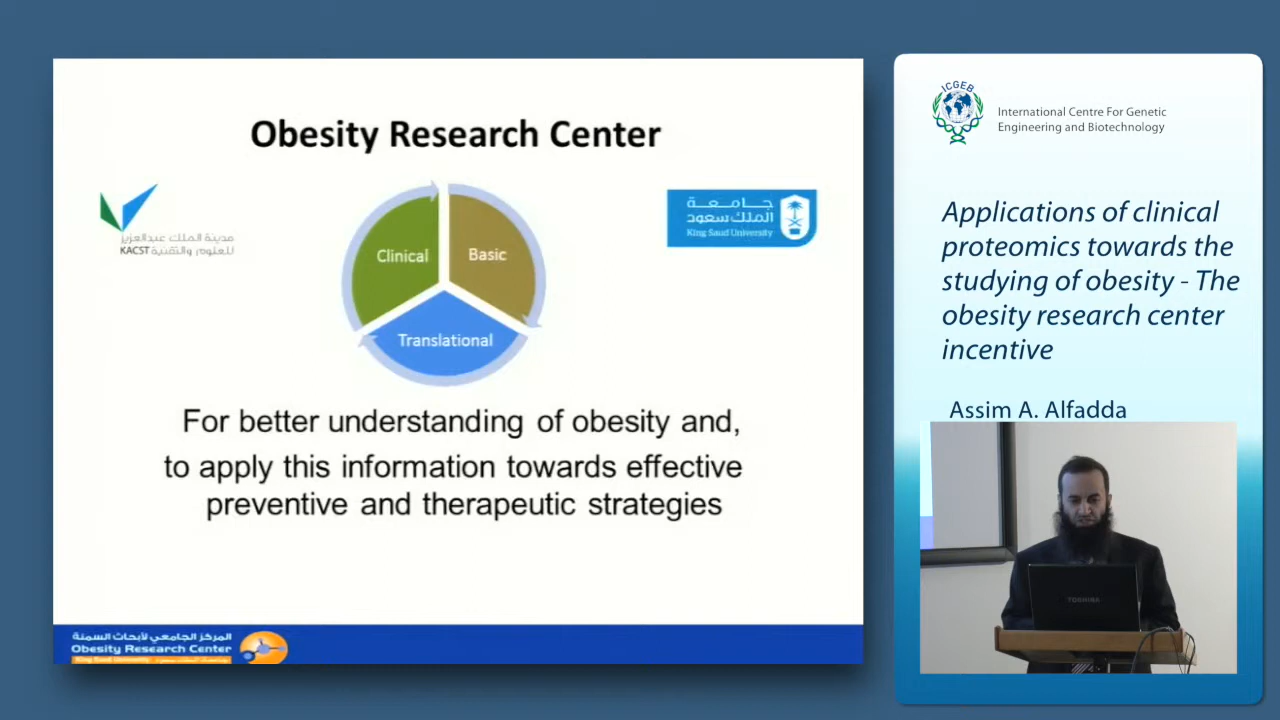 Obesity Research Center
مدينة الملك عبدالعزيز
KACST للعلوم والتقنية
جامعة
الملك سعود
King Saud University
Clinical
Basic
Translational
For better understanding of obesity and,
to apply this information towards effective
preventive and therapeutic strategies
المركز الجامعي لأبحاث السمنة
Obesity Research Center
King Saud University
ICGEB
International Centre For Genetic
Engineering and Biotechnology
Applications of clinical
proteomics towards the
studying of obesity - The
obesity research center
incentive
Assim A. Alfadda
TOSHIBA